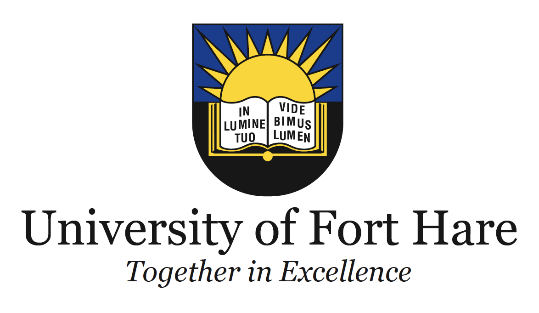 IN
LUMINE
TUO
VIDE
BIMUS
LUMEN
University of Fort Hare
Together in Excellence